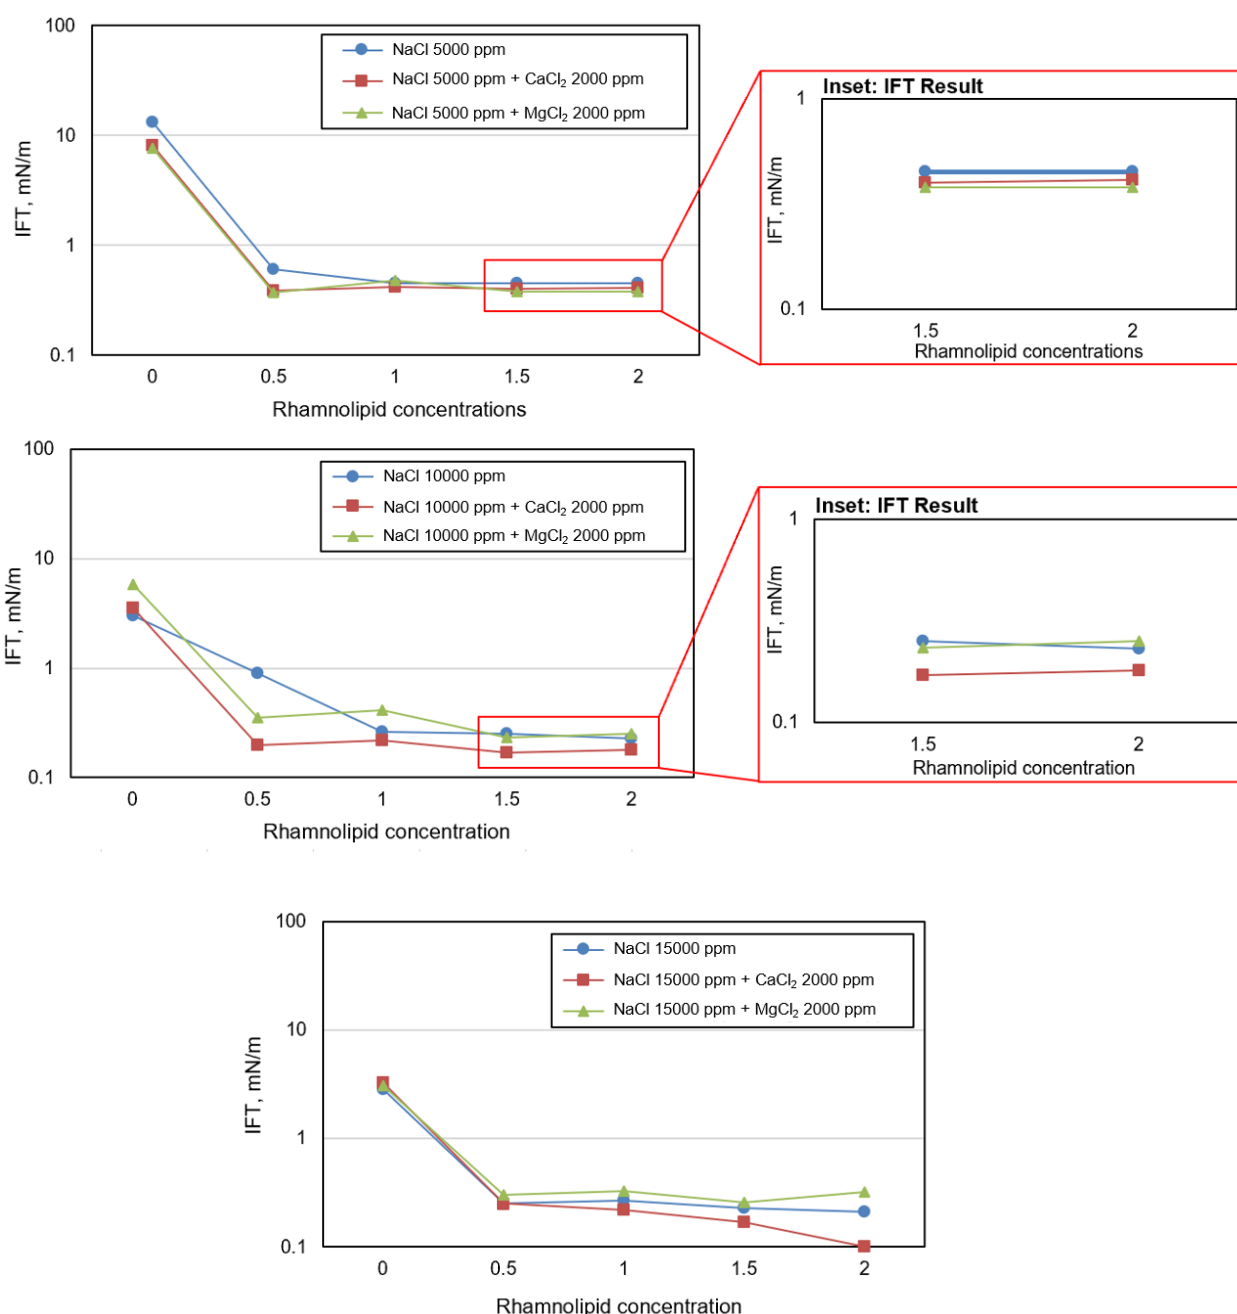 100
10
1
0.1
IFT, mN/m
NaCl 5000 ppm
NaCl 5000 ppm + CaCl₂ 2000 ppm
NaCl 5000 ppm + MgCl₂ 2000 ppm
0 0.5 1 1.5 2
Rhamnolipid concentrations
Inset: IFT Result
1
IFT, mN/m
0.1
1.5 2
Rhamnolipid concentrations
100
10
1
0.1
IFT, mN/m
NaCl 10000 ppm
NaCl 10000 ppm + CaCl₂ 2000 ppm
NaCl 10000 ppm + MgCl₂ 2000 ppm
0 0.5 1 1.5 2
Rhamnolipid concentration
Inset: IFT Result
1
IFT, mN/m
0.1
1.5 2
Rhamnolipid concentration
100
10
1
0.1
IFT, mN/m
NaCl 15000 ppm
NaCl 15000 ppm + CaCl₂ 2000 ppm
NaCl 15000 ppm + MgCl₂ 2000 ppm
0 0.5 1 1.5 2
Rhamnolipid concentration